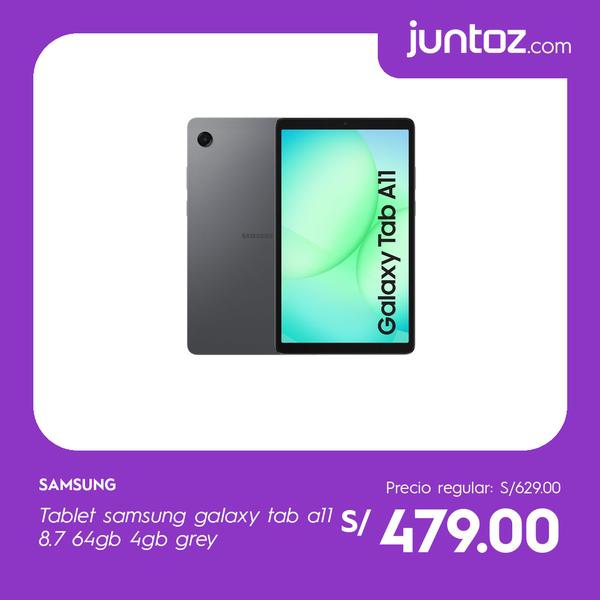 juntoz.com
SAMSUNG
Galaxy Tab A11
SAMSUNG
Precio regular: S/629.00
Tablet samsung galaxy tab a11
8.7 64gb 4gb grey
S/ 479.00